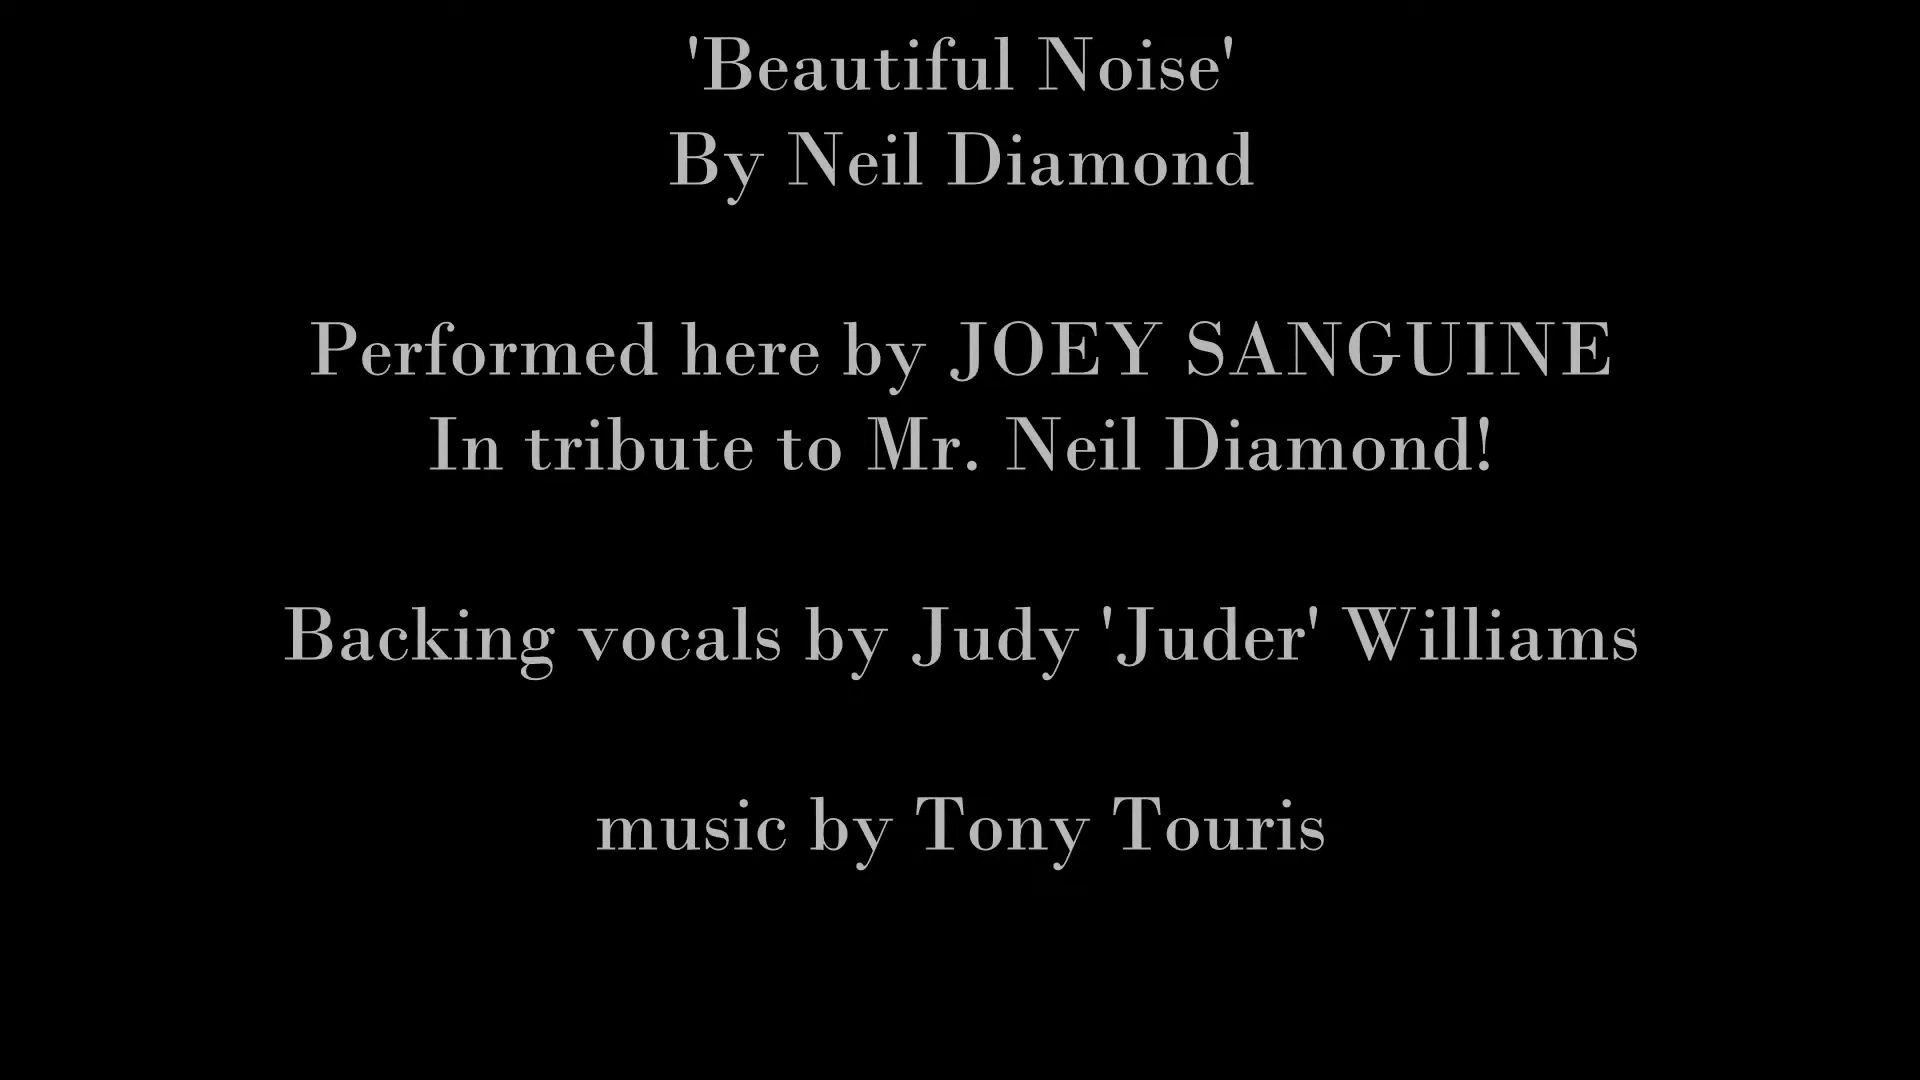 'Beautiful Noise'
By Neil Diamond
Performed here by JOEY SANGUINE
In tribute to Mr. Neil Diamond!
Backing vocals by Judy 'Juder' Williams
music by Tony Touris